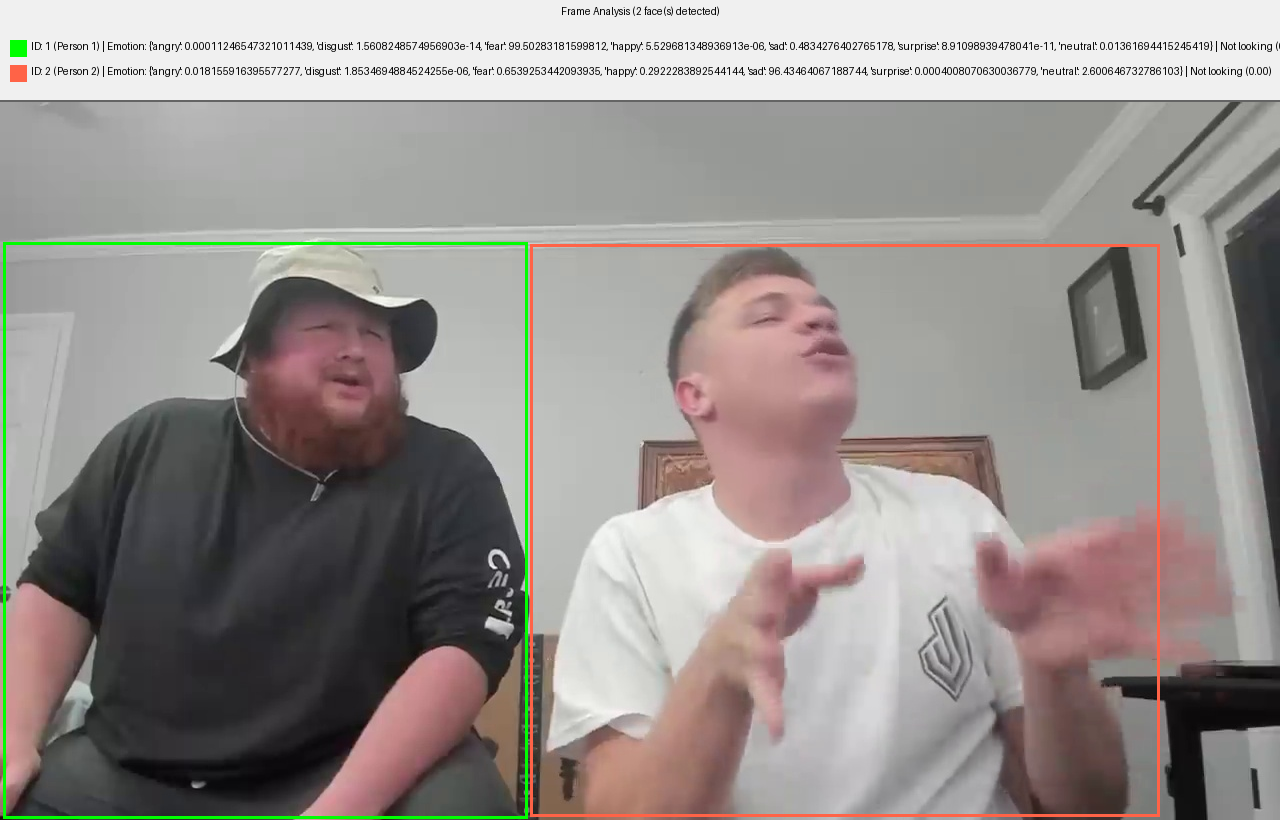 Frame Analysis (2 face(s) detected)
ID: 1 (Person 1) | Emotion: {'angry': 0.00011246547321011439, 'disgust': 1.5608248574956903e-14, 'fear': 99.50283181599812, 'happy': 5.529681348936913e-06, 'sad': 0.4834276402765178, 'surprise': 8.91098939478041e-11, 'neutral': 0.01361694415245419} | Not looking (
ID: 2 (Person 2) | Emotion: {'angry': 0.018155916395577277, 'disgust': 1.8534694884524255e-06, 'fear': 0.6539253442093935, 'happy': 0.2922283892544144, 'sad': 96.43464067188744, 'surprise': 0.0004008070630036779, 'neutral': 2.600646732786103} | Not looking (0.00)